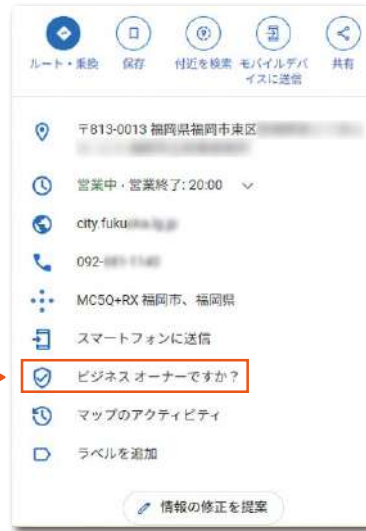 ルート・乗換
保存
付近を検索
モバイルデバ
イスに送信
共有
〒813-0013 福岡県福岡市東区
営業中・営業終了: 20:00
city.fuku
092-
MC5Q+RX 福岡市、福岡県
スマートフォンに送信
ビジネス オーナーですか？
マップのアクティビティ
ラベルを追加
情報の修正を提案